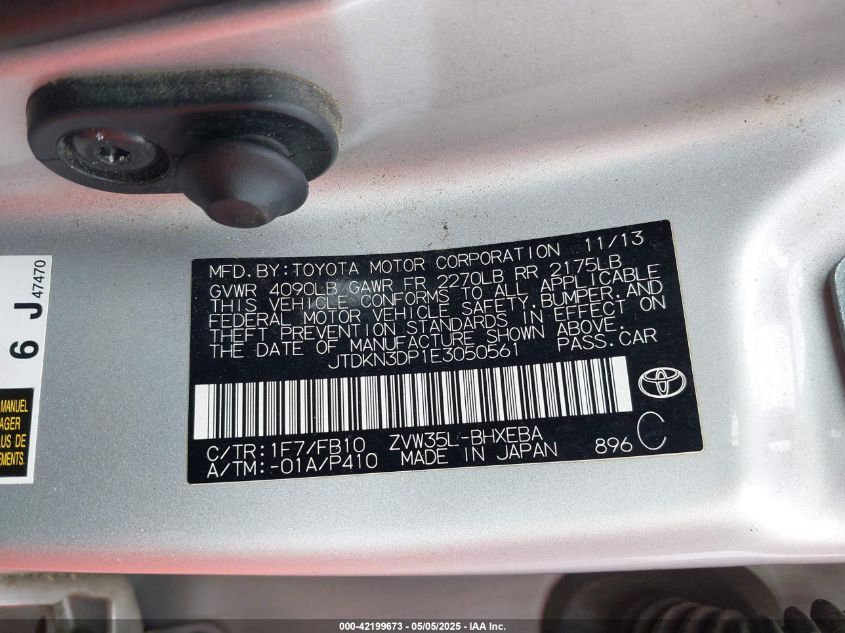 MFD. BY: TOYOTA MOTOR CORPORATION 11/13
GVWR 4090LB GAWR FR 2270LB RR 2175LB
THIS VEHICLE CONFORMS TO ALL APPLICABLE
FEDERAL MOTOR VEHICLE SAFETY, BUMPER, AND
THEFT PREVENTION STANDARDS IN EFFECT ON
THE DATE OF MANUFACTURE SHOWN ABOVE.
JTDKN3DP1E3050561 PASS. CAR
C/TR: 1F7/FB10 ZVW35L-BHXEBA
A/TM: -01A/P410 MADE IN JAPAN 896 C
6 J 47470
MANUEL
AGER
LUS DE
000-42199673 - 05/05/2025 - IAA Inc.